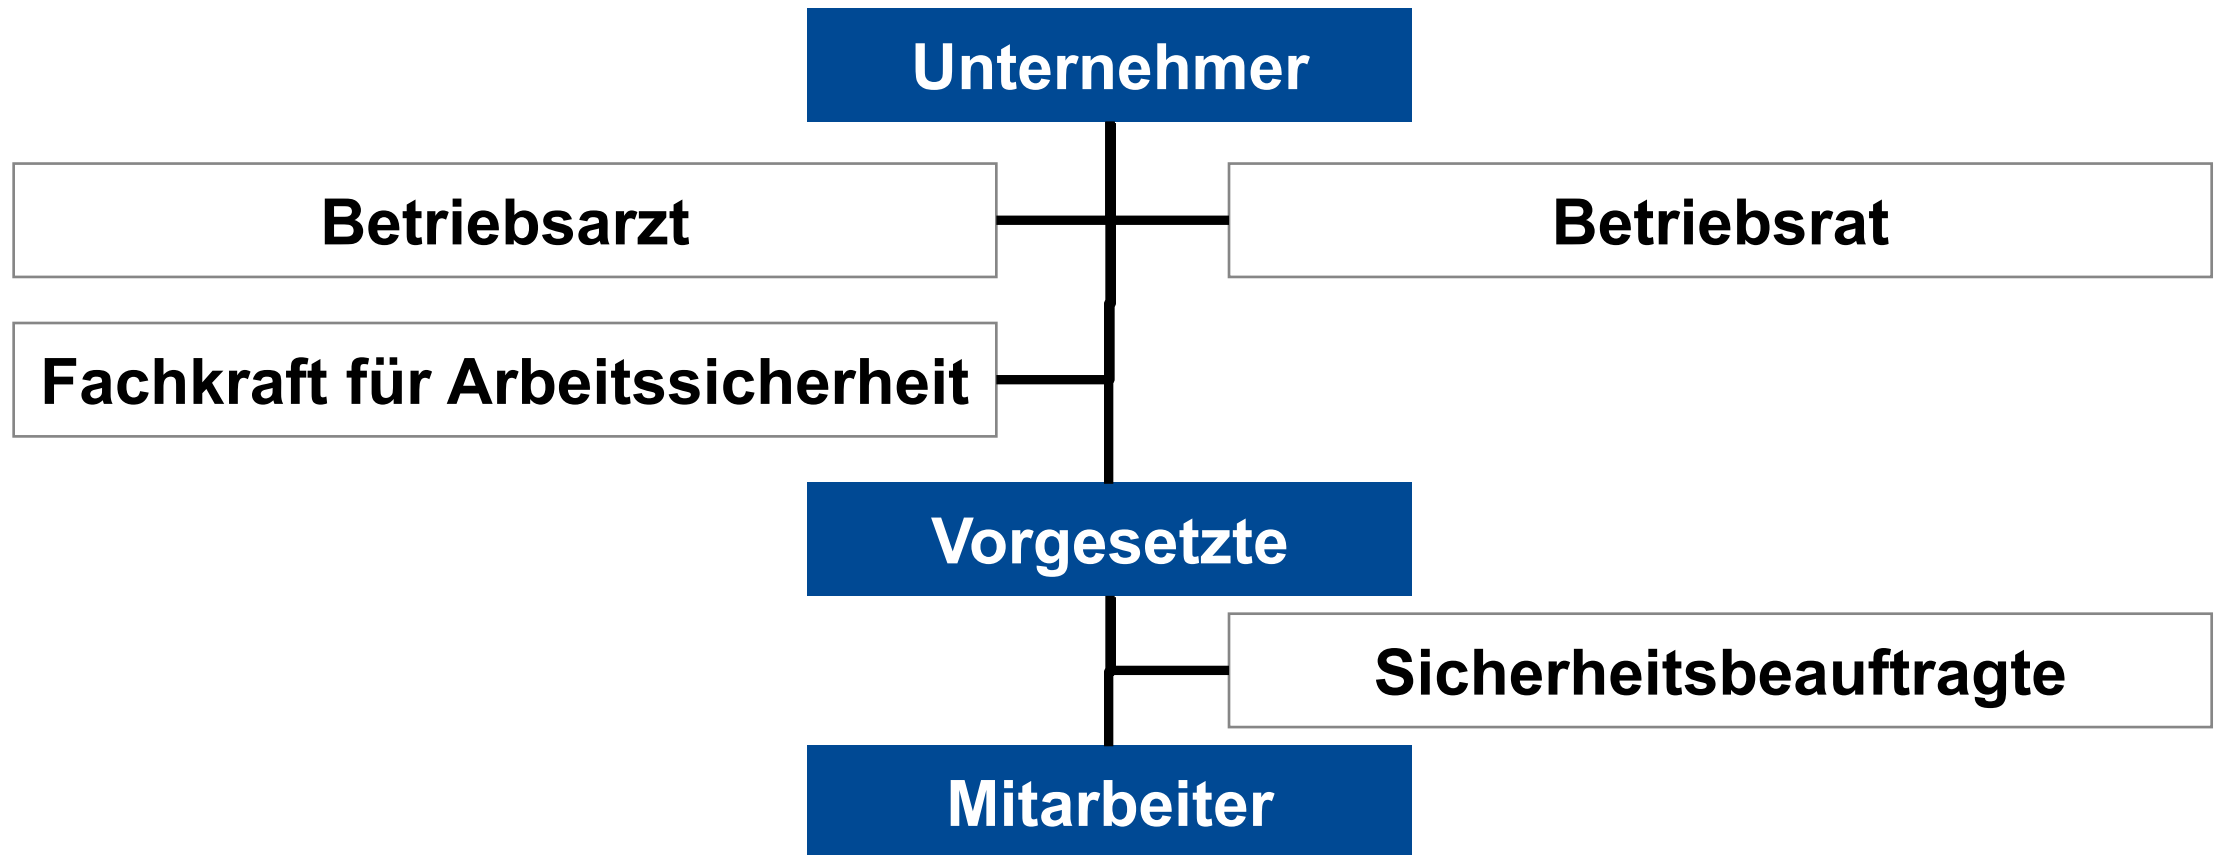 Unternehmer
Betriebsarzt
Betriebsrat
Fachkraft für Arbeitssicherheit
Vorgesetzte
Sicherheitsbeauftragte
Mitarbeiter